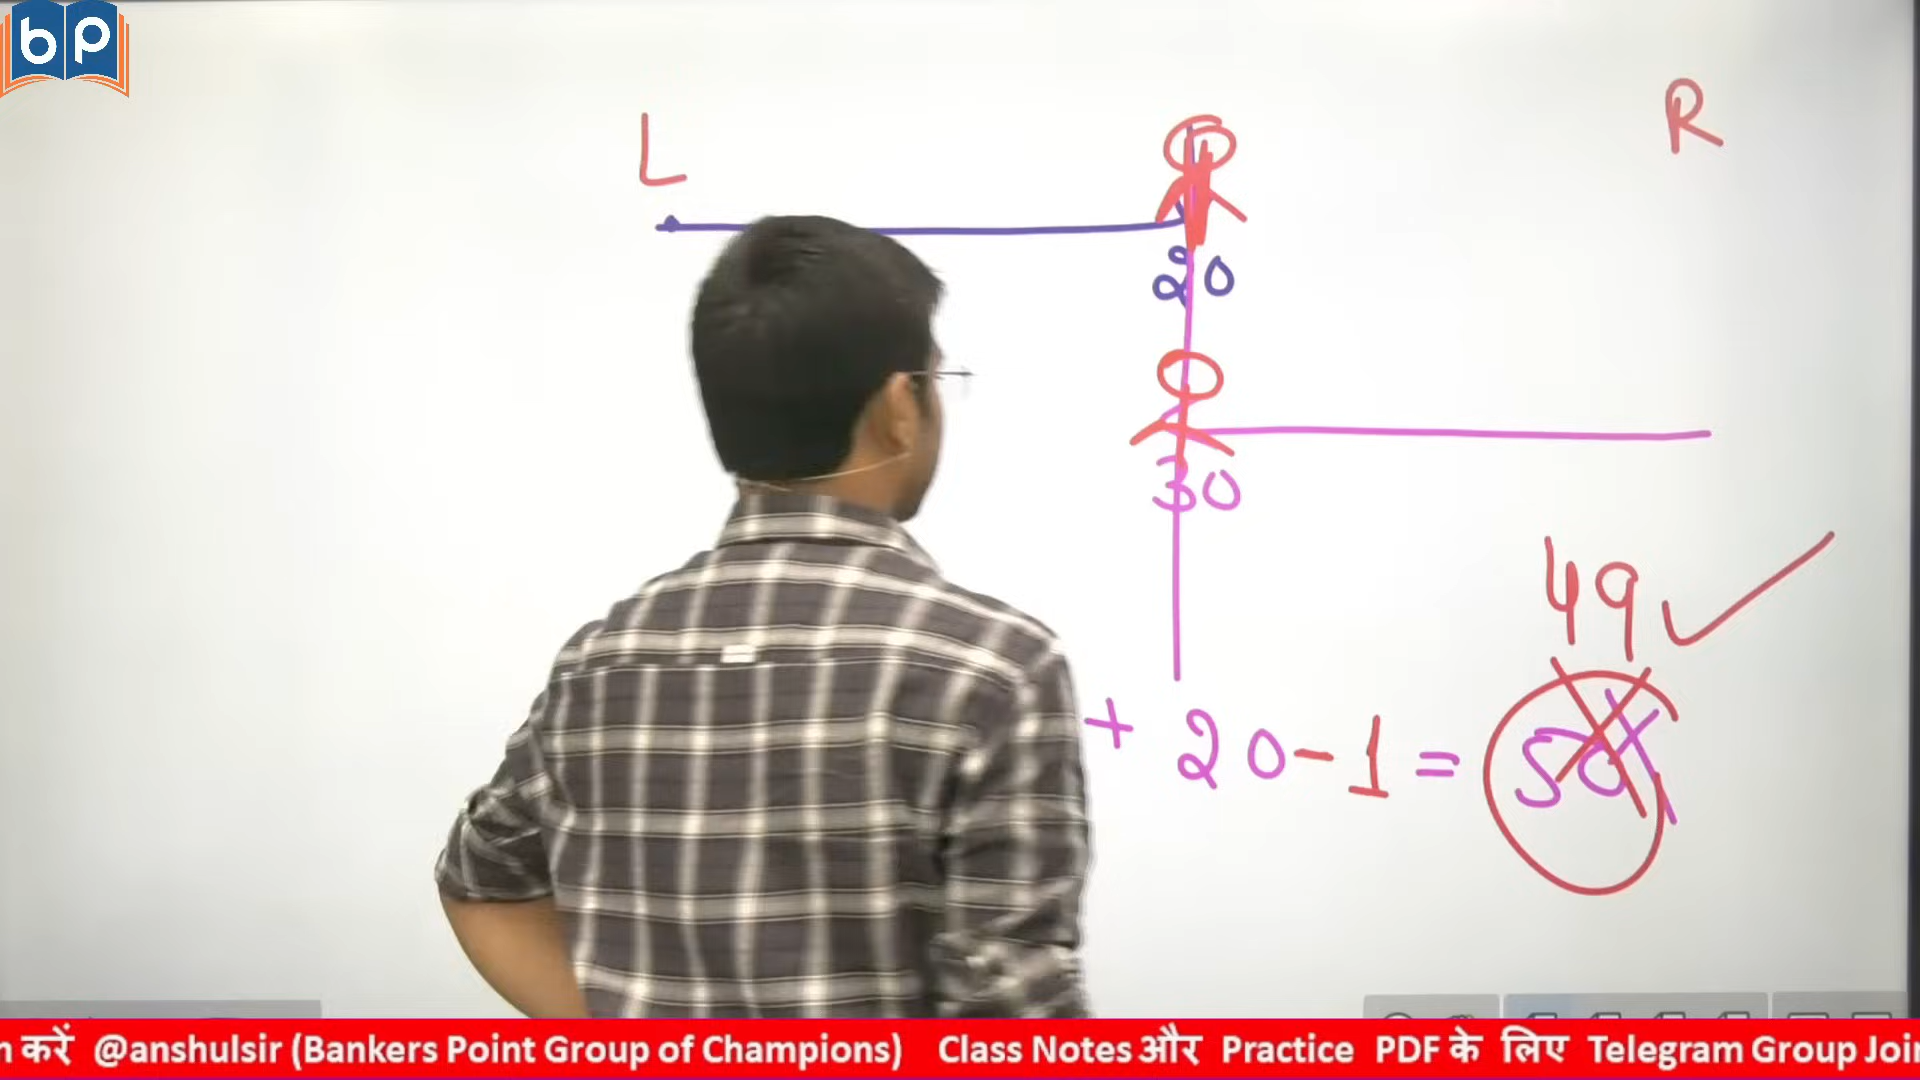 bp
L
R
20
30
49
+ 20 - 1 = 50
न करें @anshulsir (Bankers Point Group of Champions) Class Notes और Practice PDF के लिए Telegram Group Join